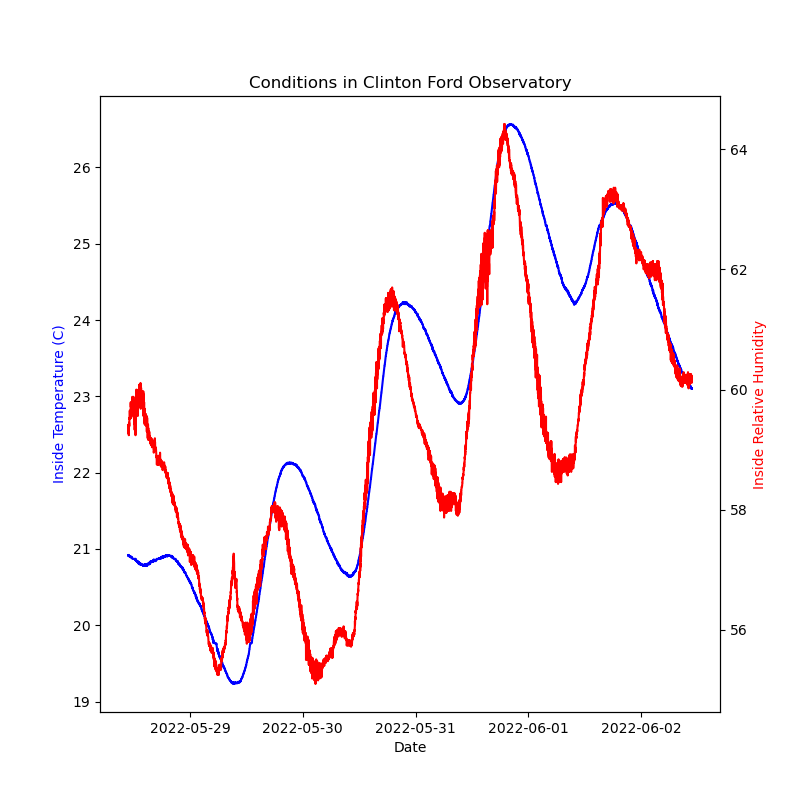 Conditions in Clinton Ford Observatory
26
25
24
23
22
21
20
19
Inside Temperature (C)
64
62
60
58
56
Inside Relative Humidity
2022-05-29 2022-05-30 2022-05-31 2022-06-01 2022-06-02
Date